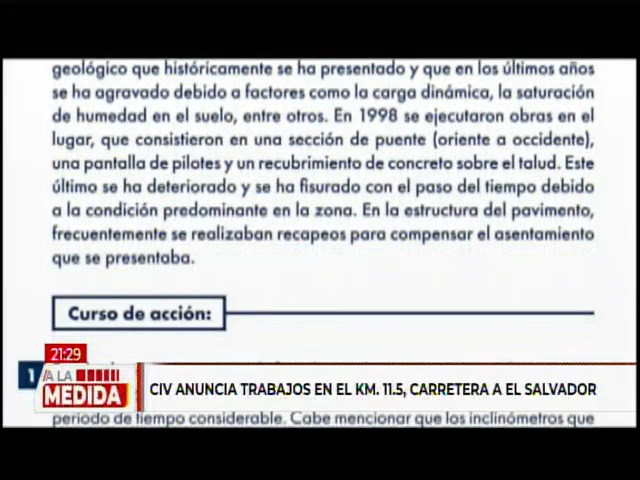 geológico que históricamente se ha presentado y que en los últimos años
se ha agravado debido a factores como la carga dinámica, la saturación
de humedad en el suelo, entre otros. En 1998 se ejecutaron obras en el
lugar, que consistieron en una sección de puente (oriente a occidente),
una pantalla de pilotes y un recubrimiento de concreto sobre el talud. Este
último se ha deteriorado y se ha fisurado con el paso del tiempo debido
a la condición predominante en la zona. En la estructura del pavimento,
frecuentemente se realizaban recapeos para compensar el asentamiento
que se presentaba.
Curso de acción:
21:29
1
A LA
MEDIDA
CIV ANUNCIA TRABAJOS EN EL KM. 11.5, CARRETERA A EL SALVADOR
periodo de tiempo considerable. Cabe mencionar que los inclinómetros que